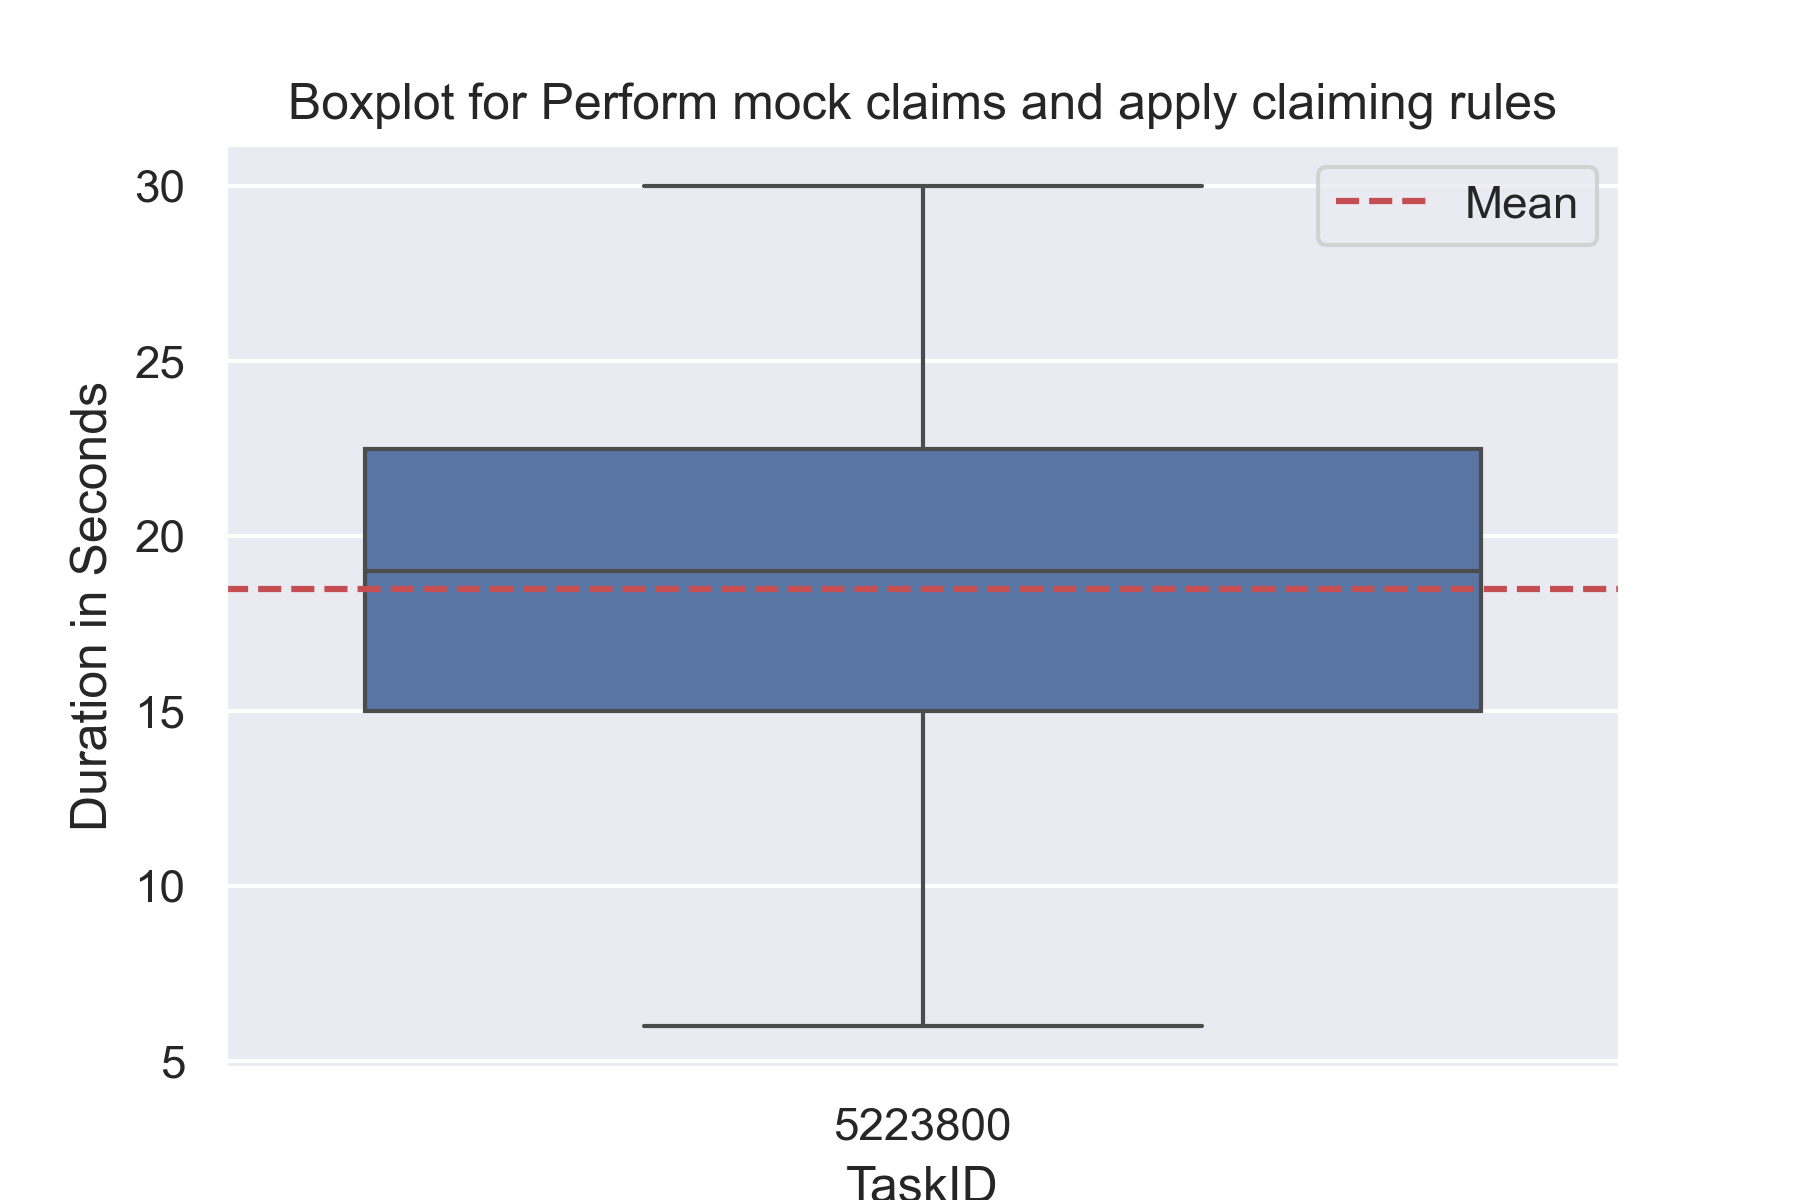 Boxplot for Perform mock claims and apply claiming rules
Mean
30
25
20
15
10
5
Duration in Seconds
5223800
TaskID